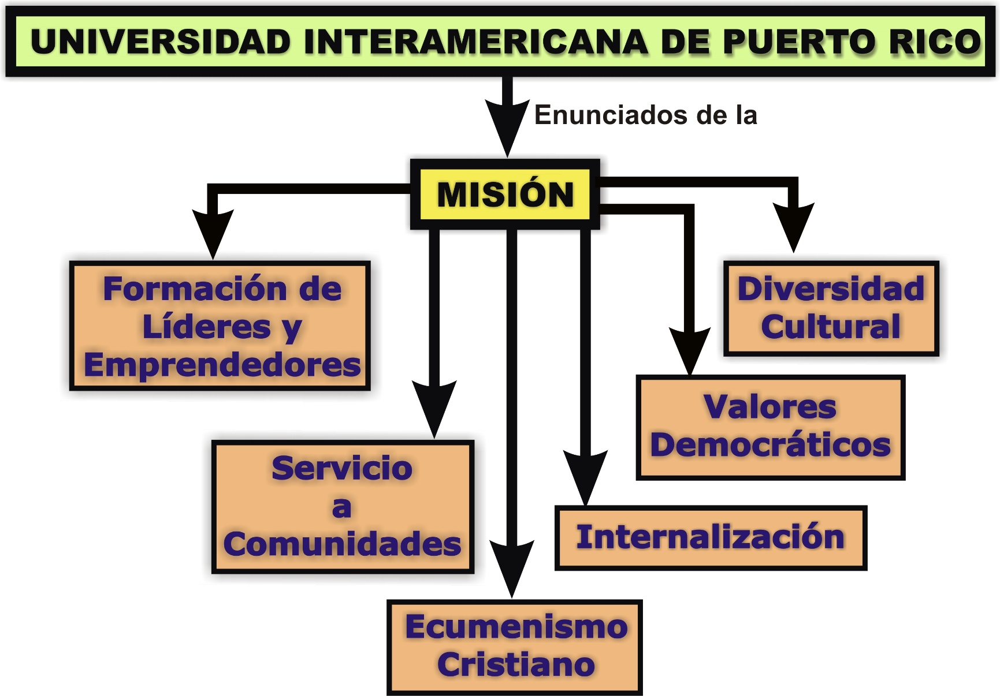 UNIVERSIDAD INTERAMERICANA DE PUERTO RICO
Enunciados de la
MISIÓN
Formación de
Líderes y
Emprendedores
Diversidad
Cultural
Valores
Democráticos
Servicio
a
Comunidades
Internalización
Ecumenismo
Cristiano